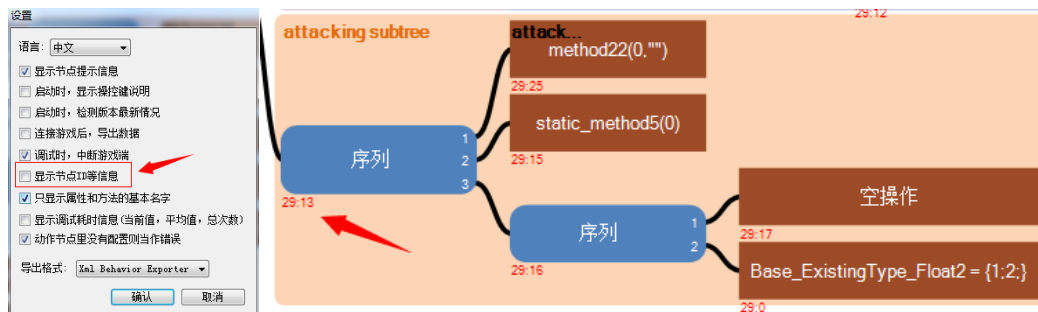 设置
语言: 中文
显示节点提示信息
启动时，显示操控键说明
启动时，检测版本最新情况
连接游戏后，导出数据
调试时，中断游戏端
显示节点ID等信息
只显示属性和方法的基本名字
显示调试耗时信息(当前值，平均值，总次数)
动作节点里没有配置则当作错误
导出格式: Xml Behavior Exporter
确认 取消
29:12
attacking subtree
attack...
method22(0,"")
29:25
static_method5(0)
29:15
序列
1
2
3
29:13
序列
1
2
29:16
空操作
29:17
Base_ExistingType_Float2 = {1;2;}
29:0